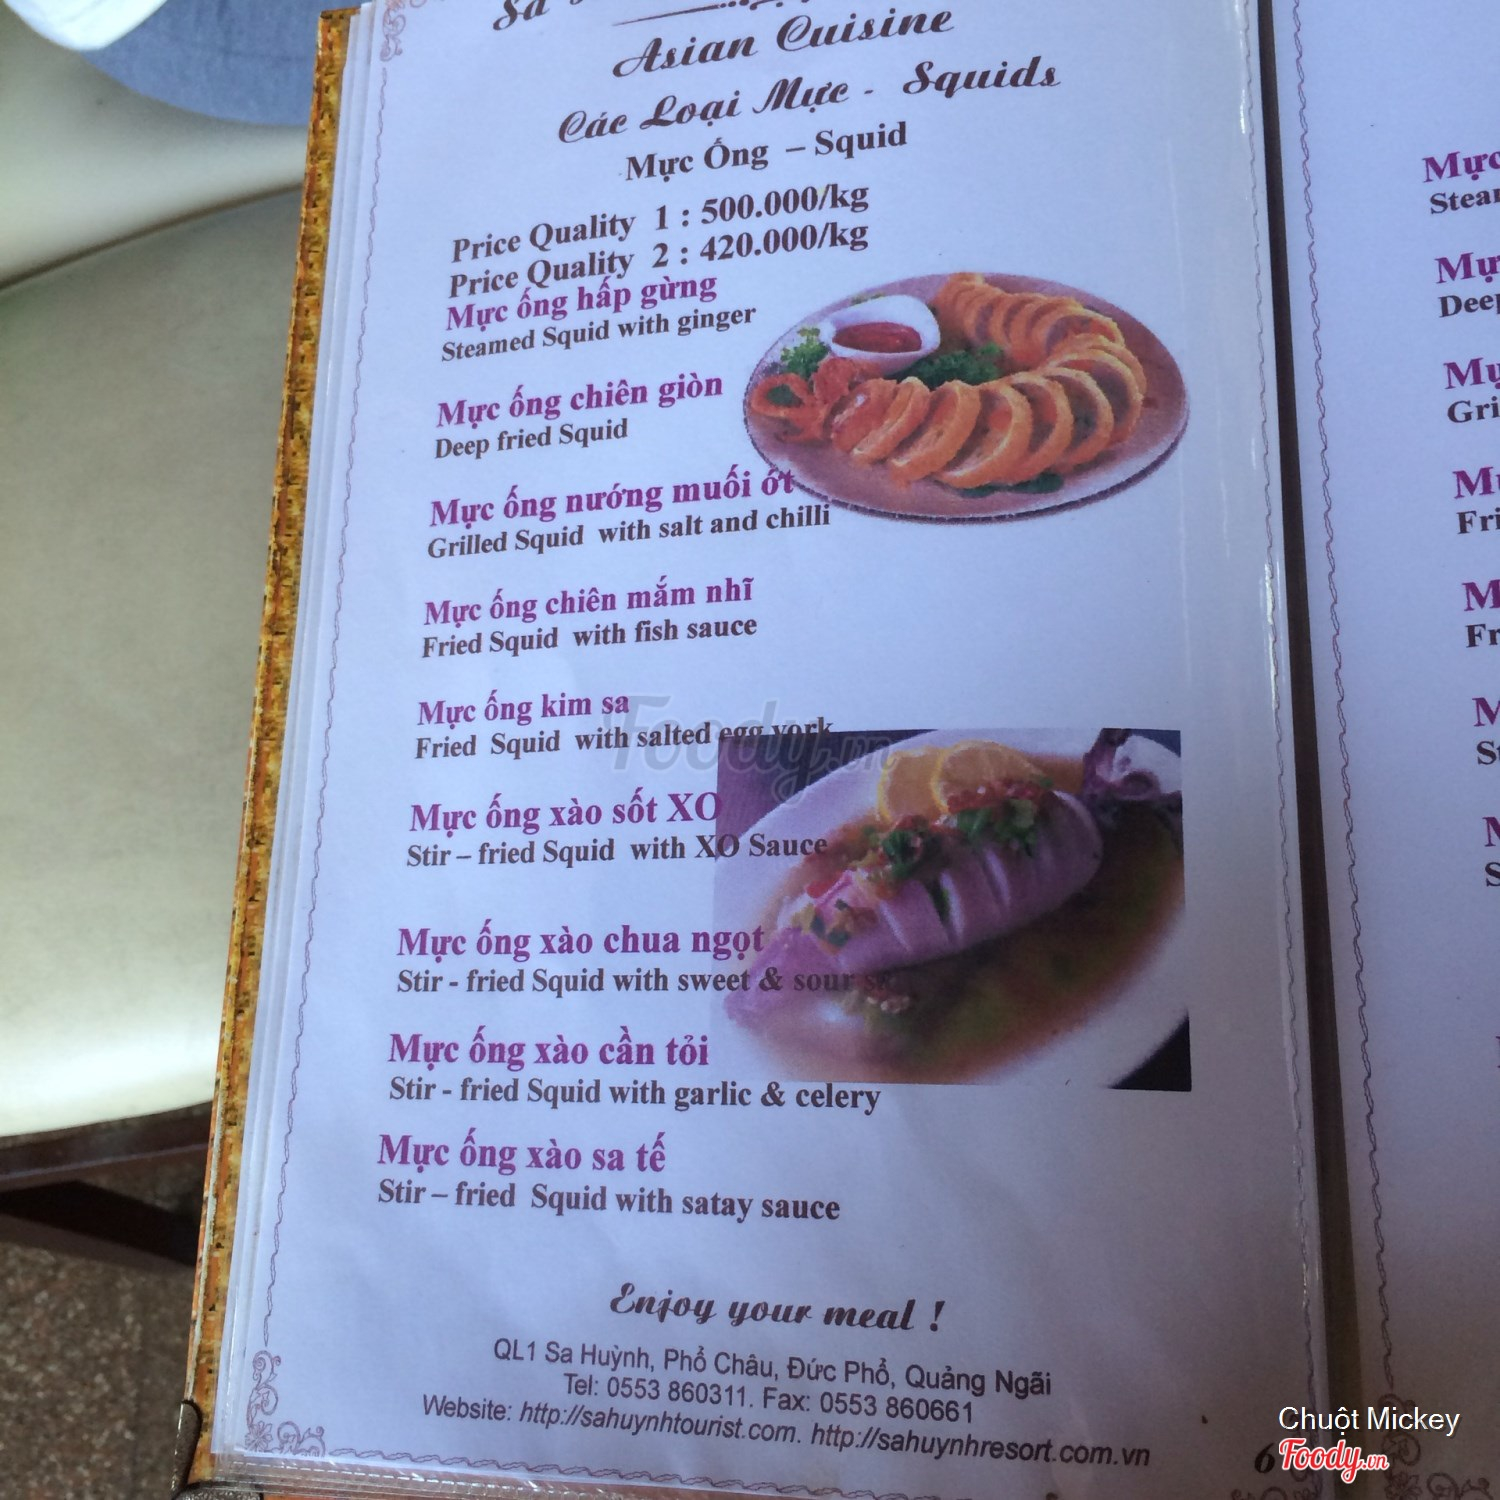 Sa
Asian Cuisine
Các Loại Mực - Squids
Mực Ống – Squid
Price Quality 1 : 500.000/kg
Price Quality 2 : 420.000/kg
Mực ống hấp gừng
Steamed Squid with ginger
Mực ống chiên giòn
Deep fried Squid
Mực ống nướng muối ớt
Grilled Squid with salt and chilli
Mực ống chiên mắm nhĩ
Fried Squid with fish sauce
Mực ống kim sa
Fried Squid with salted egg york
Mực ống xào sốt XO
Stir – fried Squid with XO Sauce
Mực ống xào chua ngọt
Stir - fried Squid with sweet & sour
Mực ống xào cần tỏi
Stir - fried Squid with garlic & celery
Mực ống xào sa tế
Stir – fried Squid with satay sauce
Enjoy your meal !
QL1 Sa Huỳnh, Phổ Châu, Đức Phổ, Quảng Ngãi
Tel: 0553 860311. Fax: 0553 860661
Website: http://sahuynhtourist.com. http://sahuynhresort.com.vn
6
Foody.vn
Chuột Mickey
Foody.vn